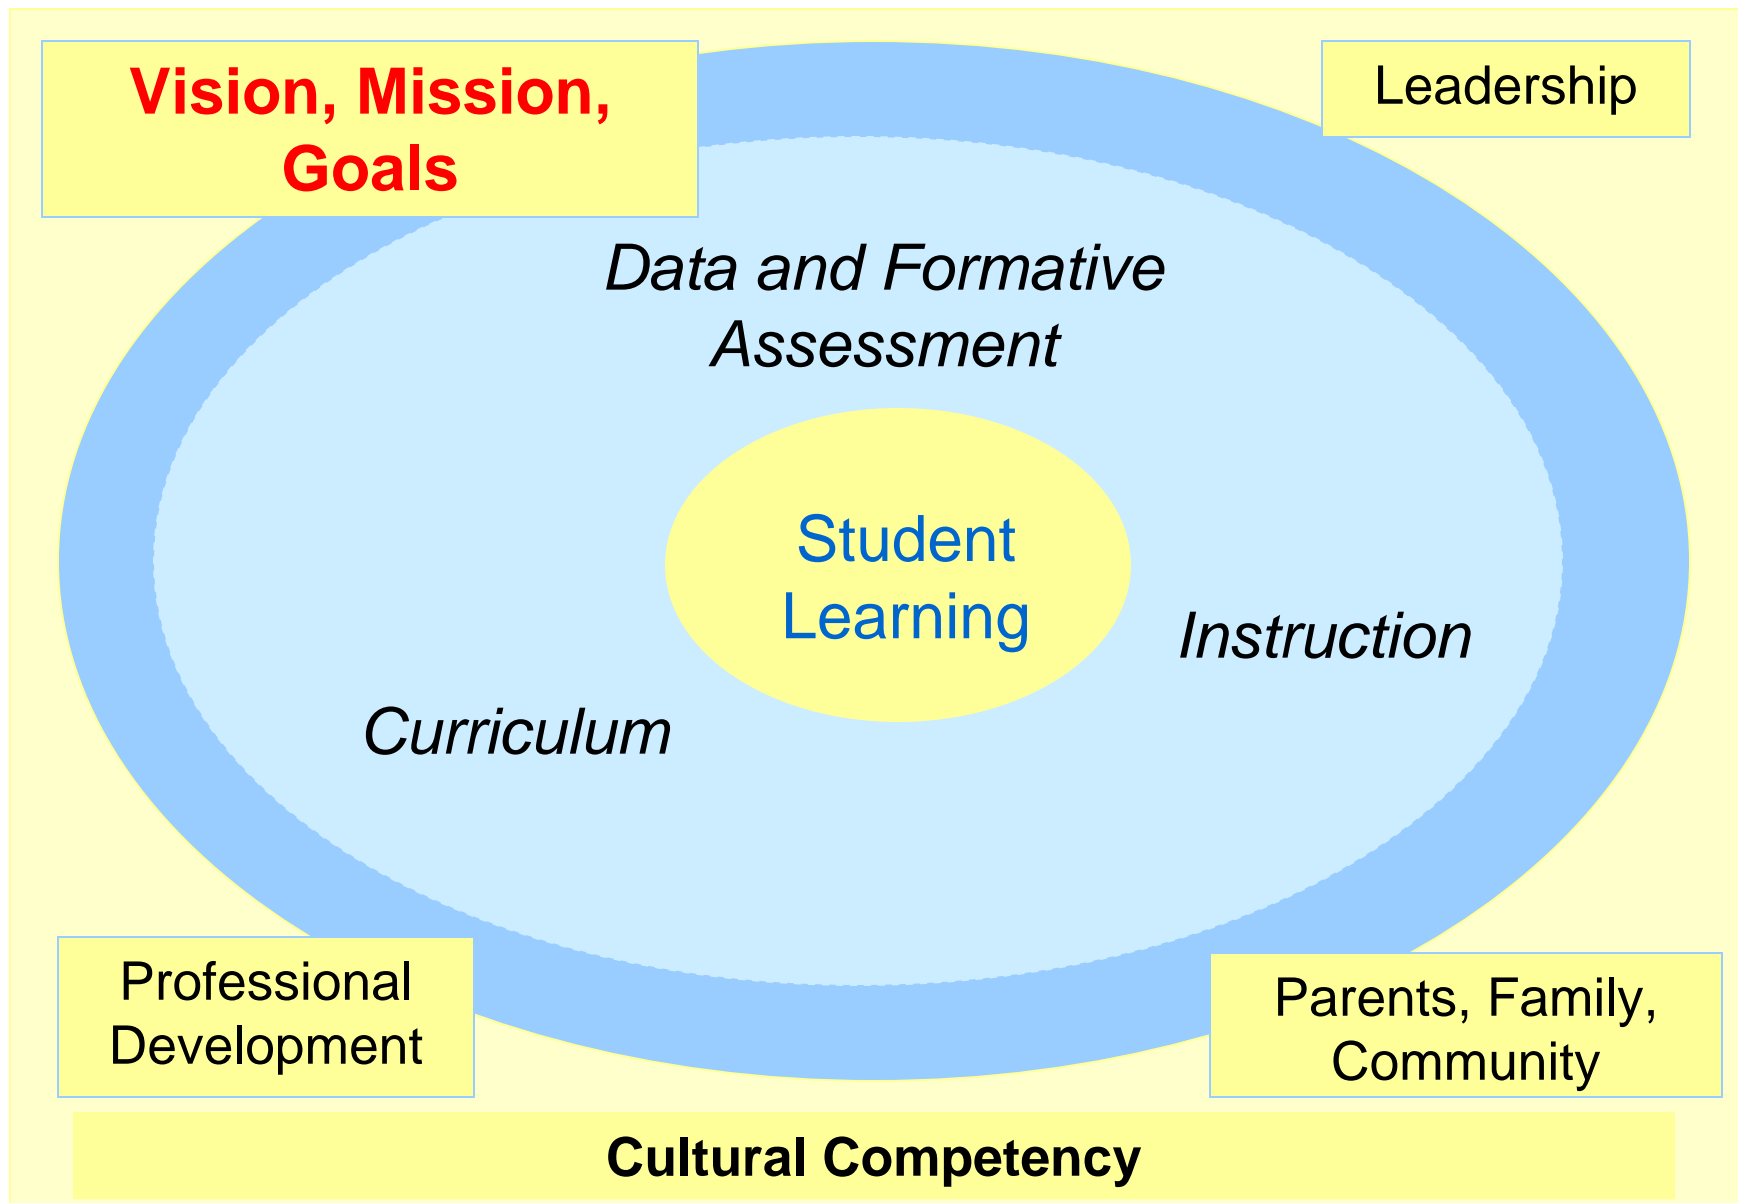 Vision, Mission,
Goals
Leadership
Data and Formative
Assessment
Student
Learning
Instruction
Curriculum
Professional
Development
Parents, Family,
Community
Cultural Competency